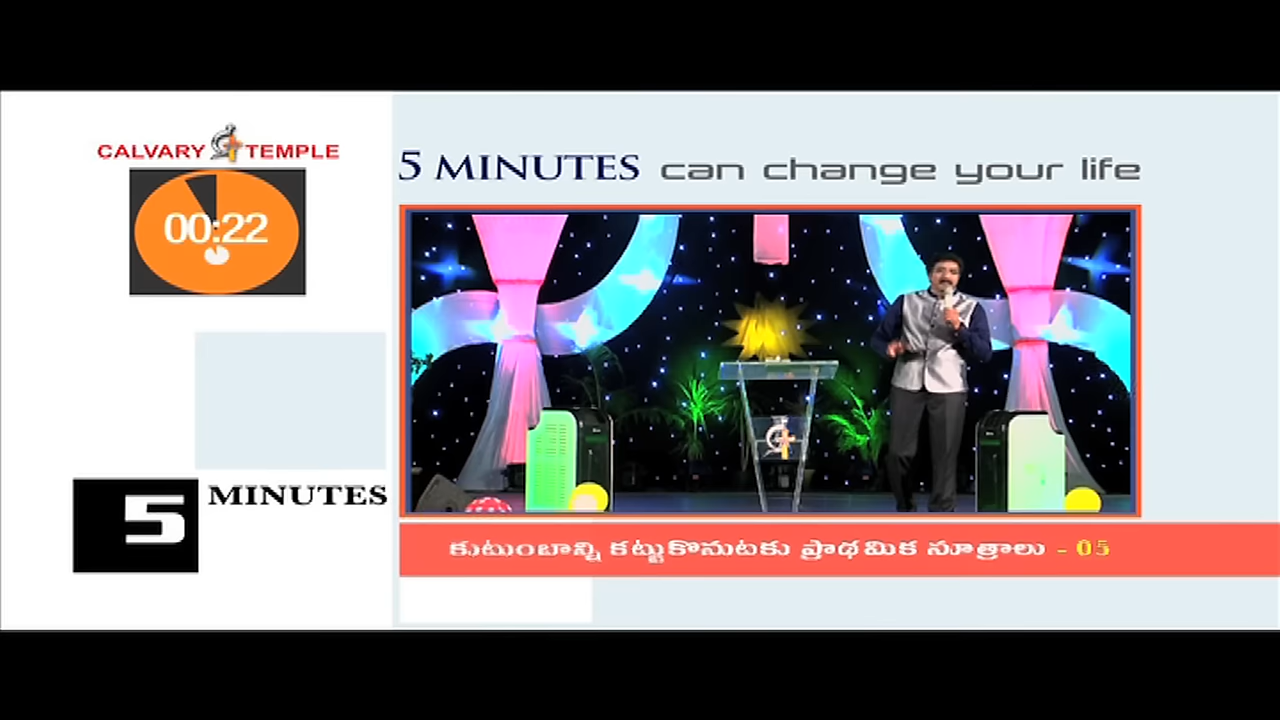 CALVARY TEMPLE
00:22
5 MINUTES can change your life
5 MINUTES
కుటుంబాన్ని కట్టుకొనుటకు ప్రాథమిక సూత్రాలు - 05